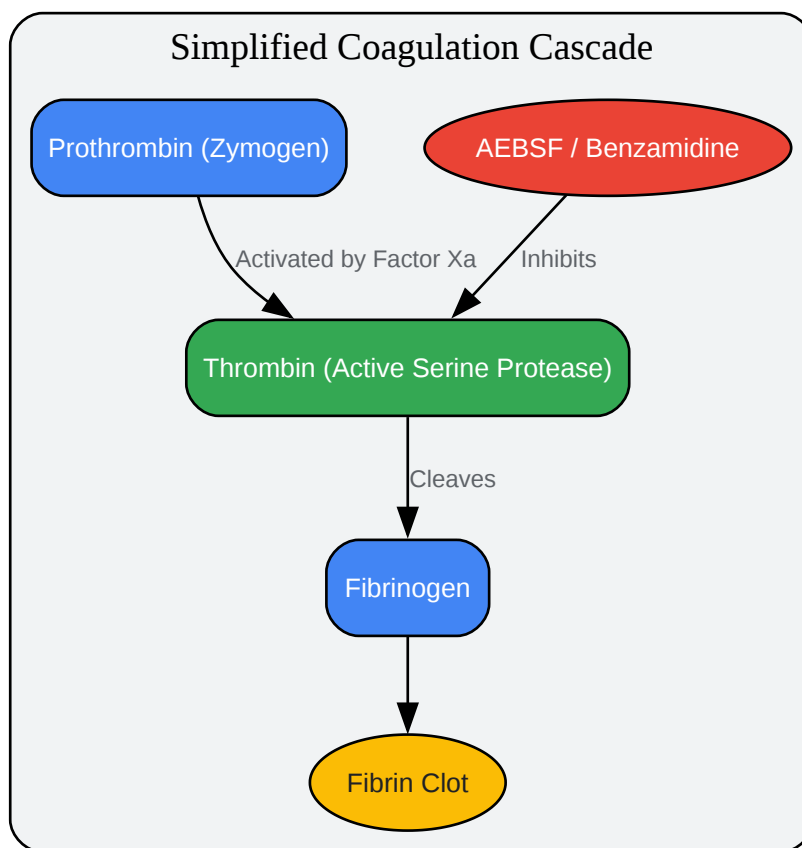 Simplified Coagulation Cascade
Prothrombin (Zymogen)
AEBSF / Benzamidine
Activated by Factor Xa
Inhibits
Thrombin (Active Serine Protease)
Cleaves
Fibrinogen
Fibrin Clot